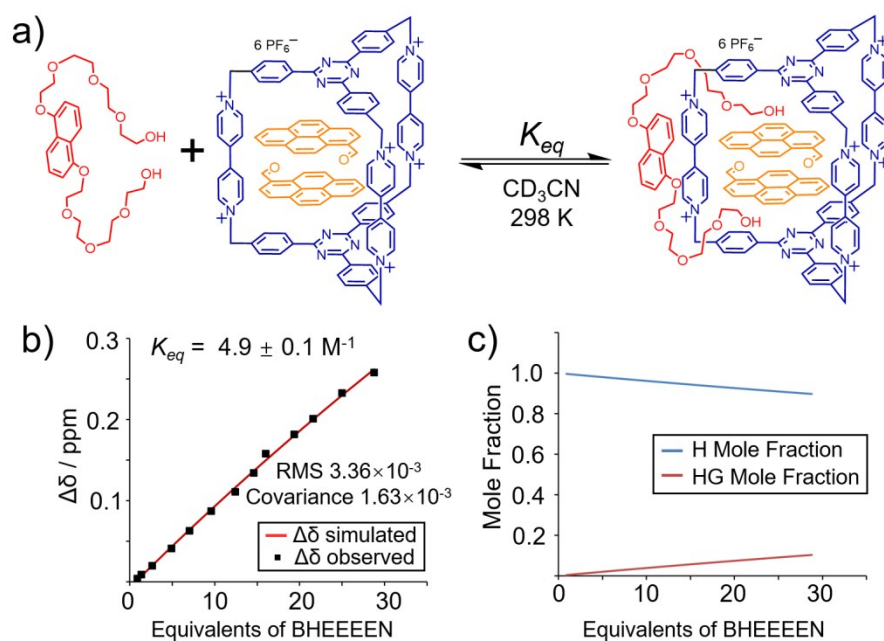 a)
6 PF₆⁻
6 PF₆⁻
O
O
O
O
O
O
O
O
OH
OH
+
N
N
N
N⁺
N⁺
N⁺
N⁺
N⁺
N⁺
O
O
N
N
N
K_eq
CD₃CN
298 K
O
O
O
O
O
O
O
O
OH
OH
N
N
N
N⁺
N⁺
N⁺
N⁺
N⁺
N⁺
O
O
N
N
N
b)
K_eq = 4.9 ± 0.1 M⁻¹
0.3
0.2
0.1
Δδ / ppm
RMS 3.36×10⁻³
Covariance 1.63×10⁻³
Δδ simulated
Δδ observed
0 10 20 30
Equivalents of BHEEEEN
c)
1.0
0.8
0.6
0.4
0.2
Mole Fraction
H Mole Fraction
HG Mole Fraction
0 10 20 30
Equivalents of BHEEEEN